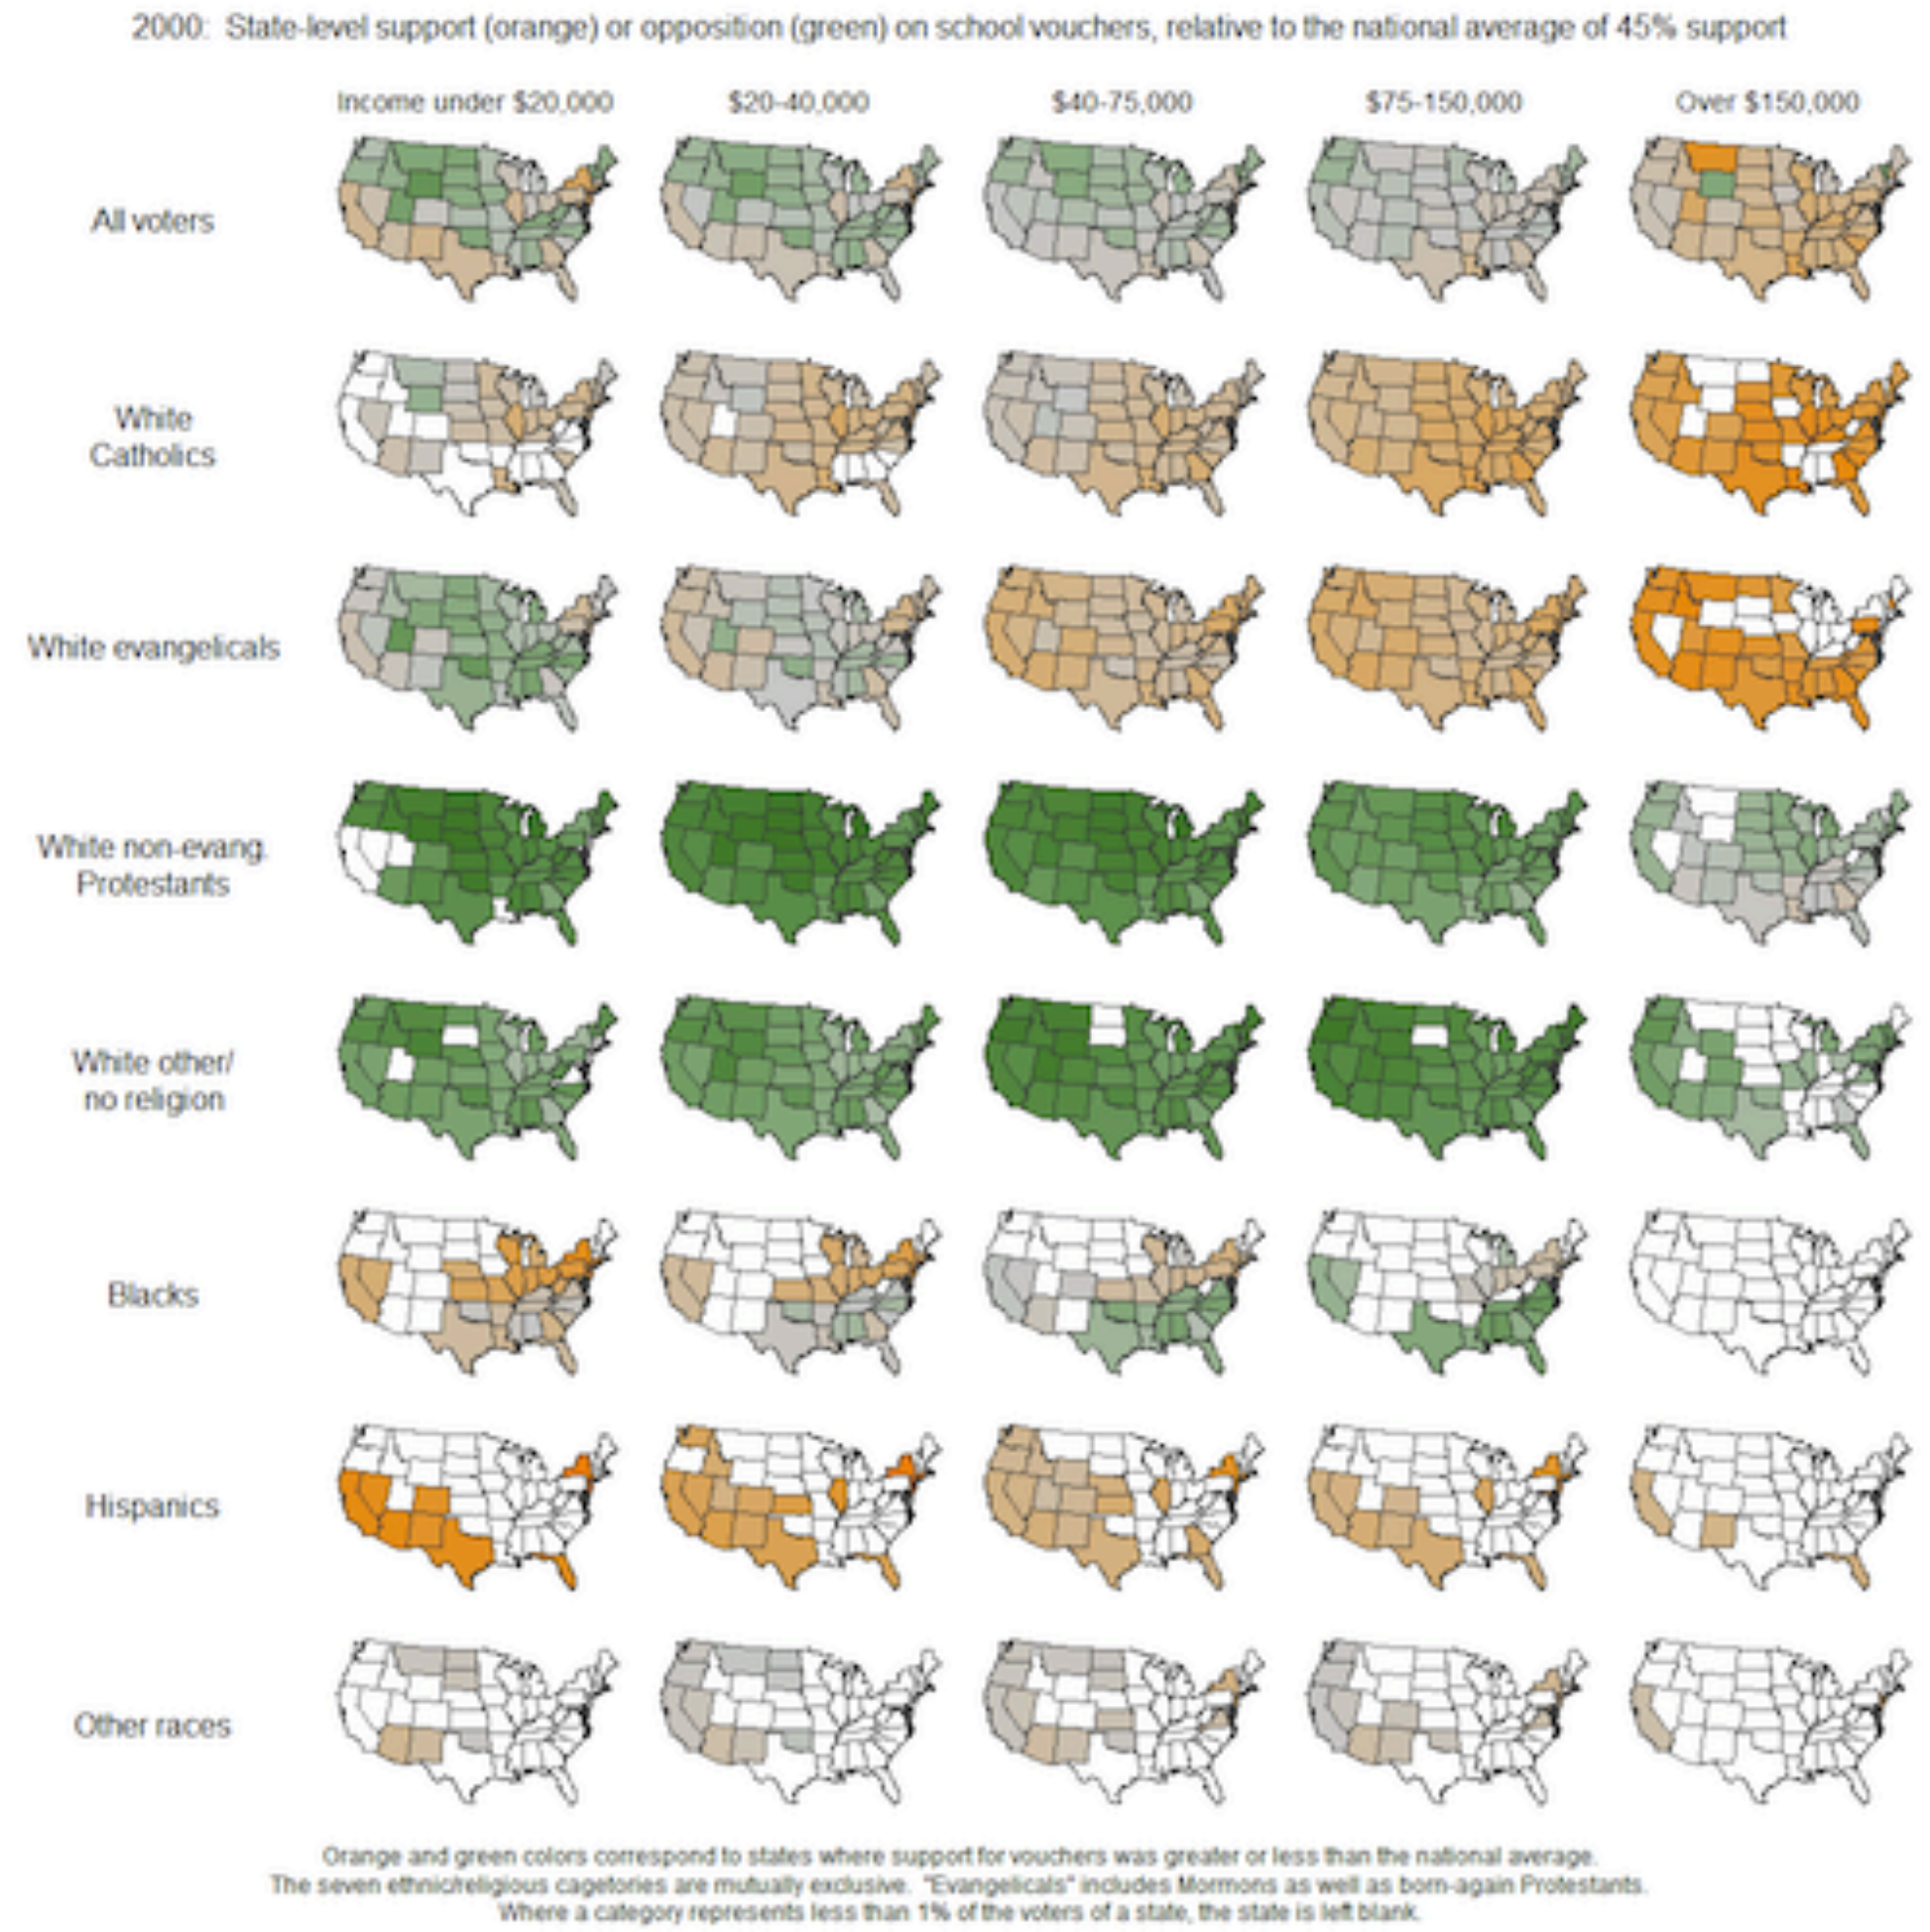 2000: State-level support (orange) or opposition (green) on school vouchers, relative to the national average of 45% support
Income under $20,000 $20-40,000 $40-75,000 $75-150,000 Over $150,000
All voters
White
Catholics
White evangelicals
White non-evang.
Protestants
White other/
no religion
Blacks
Hispanics
Other races
Orange and green colors correspond to states where support for vouchers was greater or less than the national average.
The seven ethnic/religious cagetories are mutually exclusive. "Evangelicals" includes Mormons as well as born-again Protestants.
Where a category represents less than 1% of the voters of a state, the state is left blank.